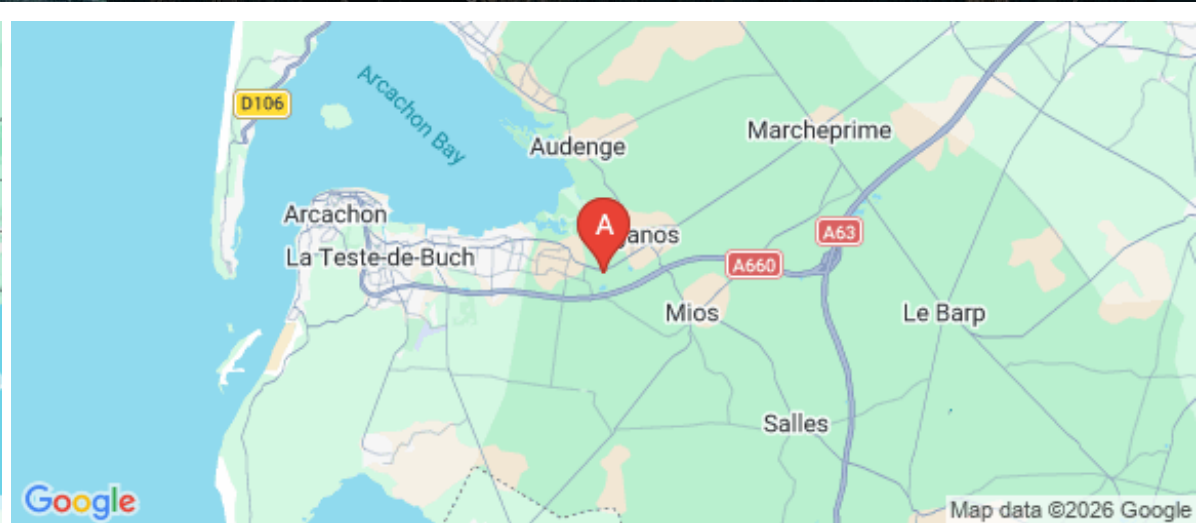 D106
Arcachon Bay
Audenge
Marcheprime
Arcachon
A
ganos
A63
La Teste-de-Buch
A660
Mios
Le Barp
Salles
Google
Map data ©2026 Google